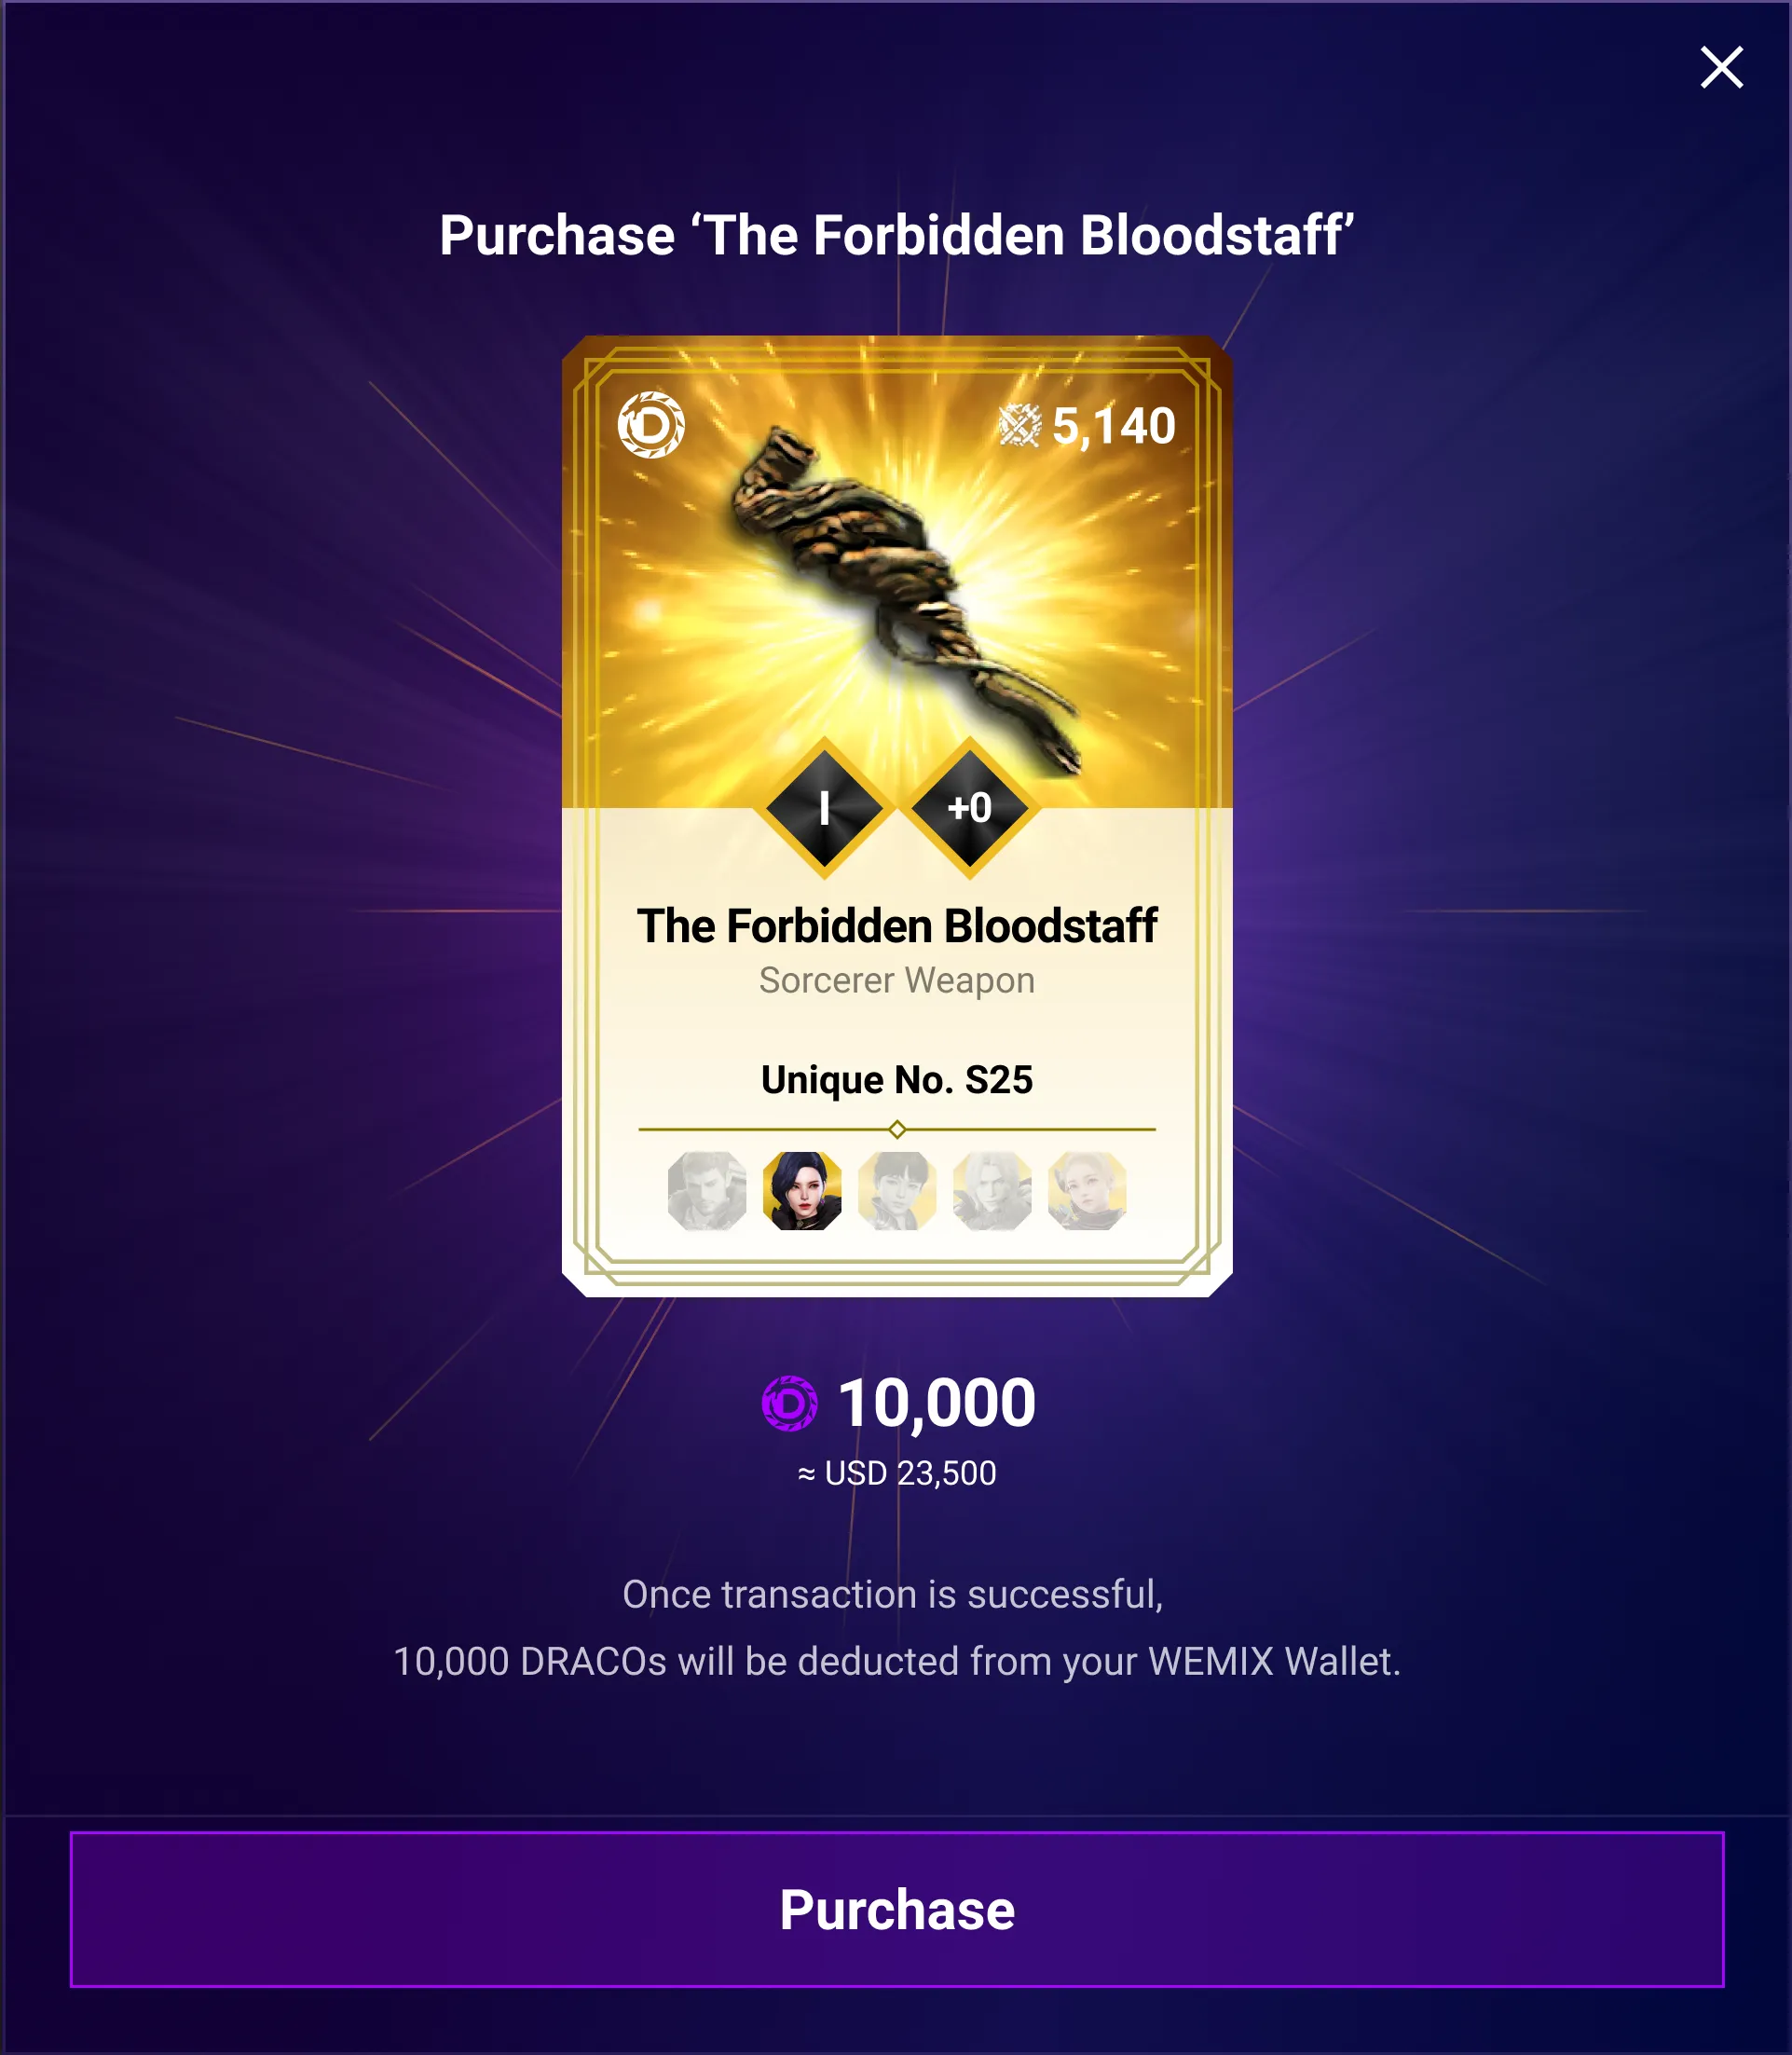 Purchase ‘The Forbidden Bloodstaff’
5,140
I
+0
The Forbidden Bloodstaff
Sorcerer Weapon
Unique No. S25
10,000
≈ USD 23,500
Once transaction is successful,
10,000 DRACOs will be deducted from your WEMIX Wallet.
Purchase